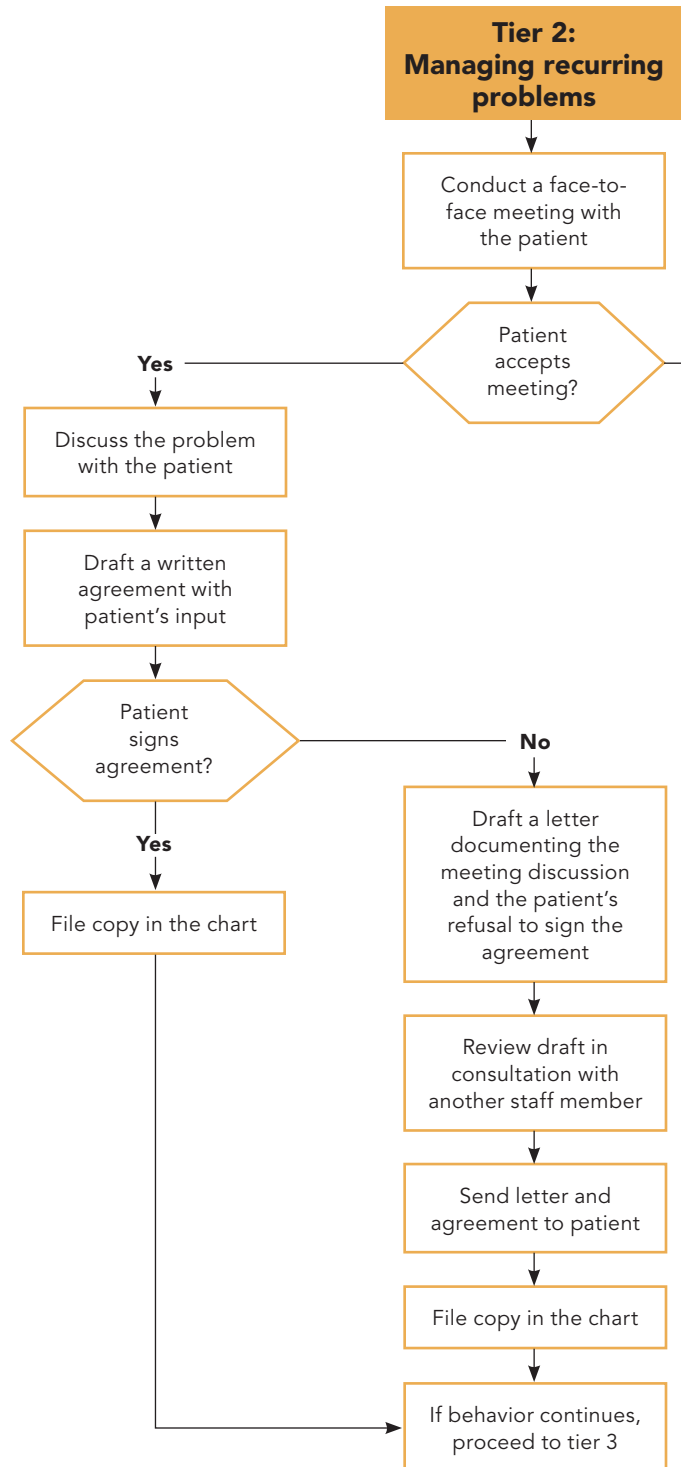 Tier 2:
Managing recurring
problems
Conduct a face-to-
face meeting with
the patient
Patient
accepts
meeting?
Yes
Discuss the problem
with the patient
Draft a written
agreement with
patient’s input
Patient
signs
agreement?
Yes
File copy in the chart
No
Draft a letter
documenting the
meeting discussion
and the patient’s
refusal to sign the
agreement
Review draft in
consultation with
another staff member
Send letter and
agreement to patient
File copy in the chart
If behavior continues,
proceed to tier 3